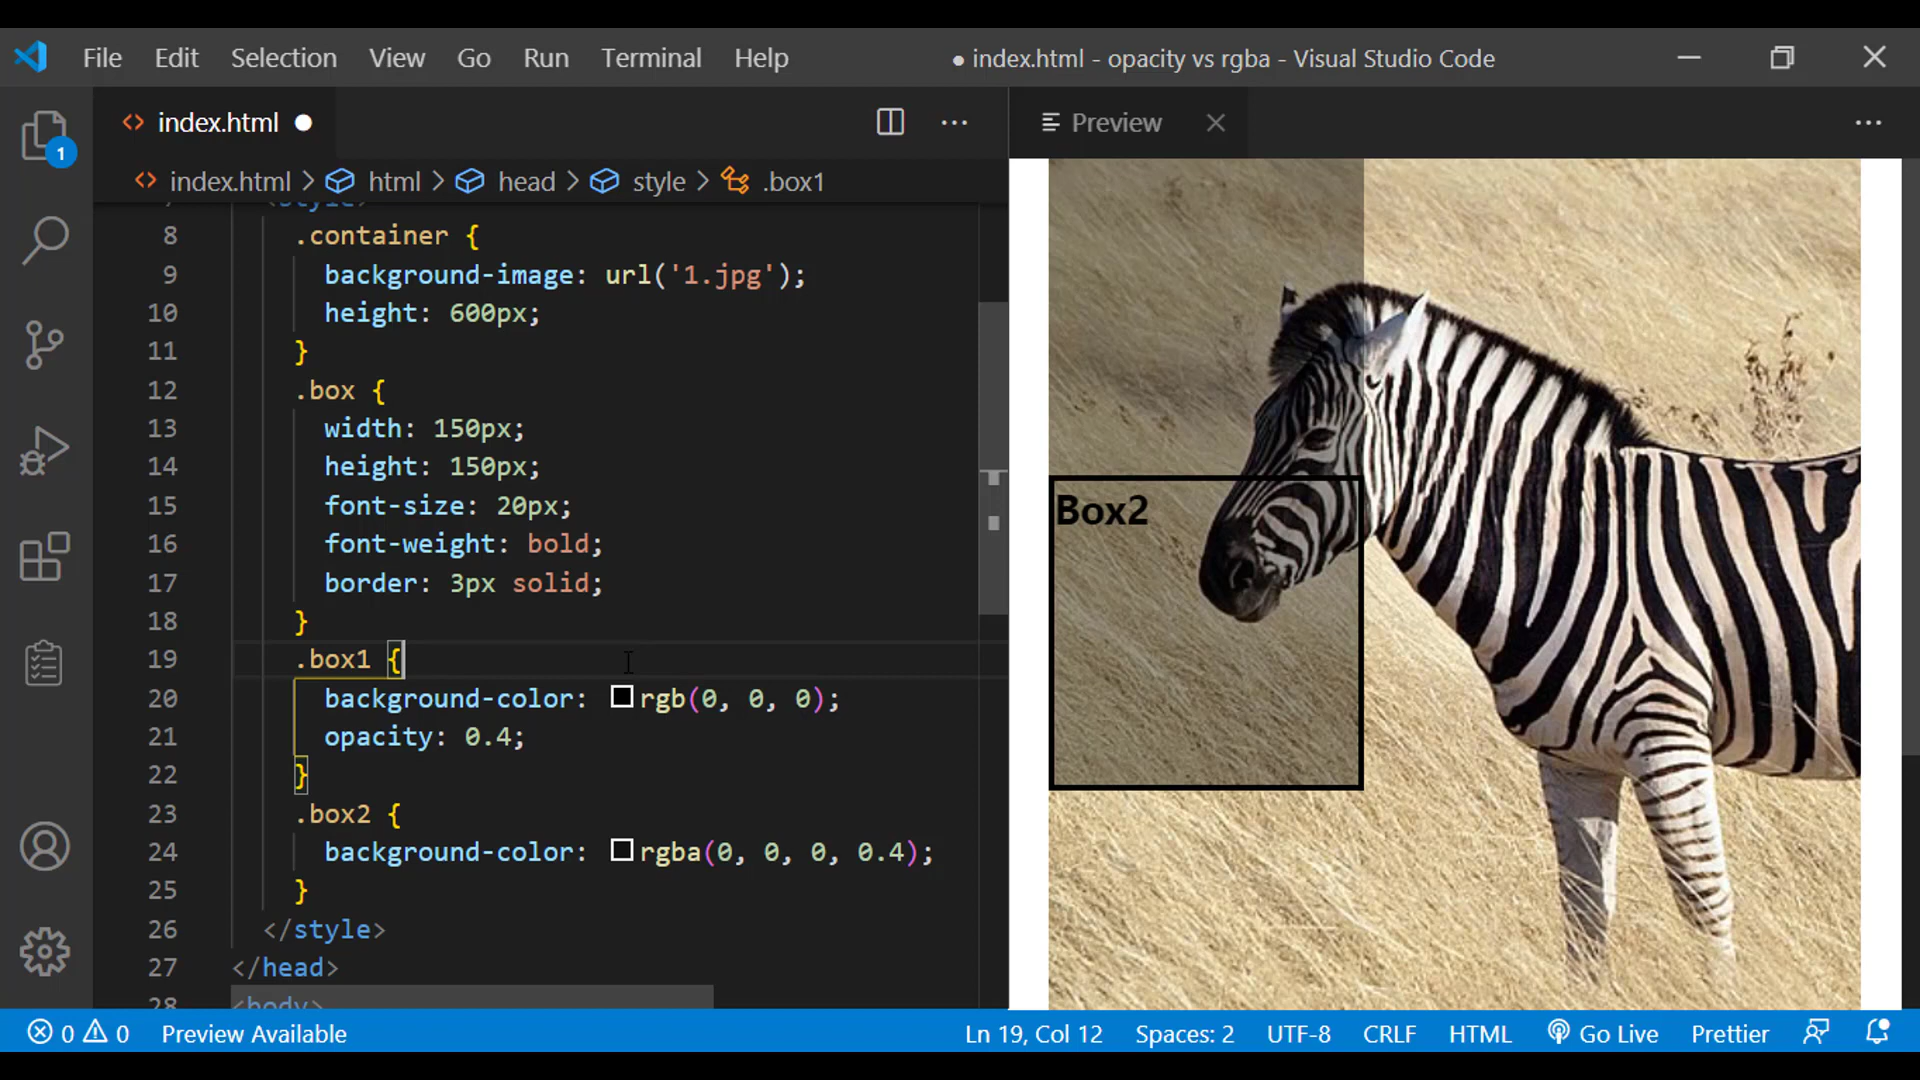 File Edit Selection View Go Run Terminal Help ● index.html - opacity vs rgba - Visual Studio Code
index.html
Preview
index.html > html > head > style > .box1
<style>
8 .container {
9 background-image: url('1.jpg');
10 height: 600px;
11 }
12 .box {
13 width: 150px;
14 height: 150px;
15 font-size: 20px;
16 font-weight: bold;
17 border: 3px solid;
18 }
19 .box1 {
20 background-color: rgb(0, 0, 0);
21 opacity: 0.4;
22 }
23 .box2 {
24 background-color: rgba(0, 0, 0, 0.4);
25 }
26 </style>
27 </head>
28 <body>
Box2
1
0 0 Preview Available Ln 19, Col 12 Spaces: 2 UTF-8 CRLF HTML Go Live Prettier